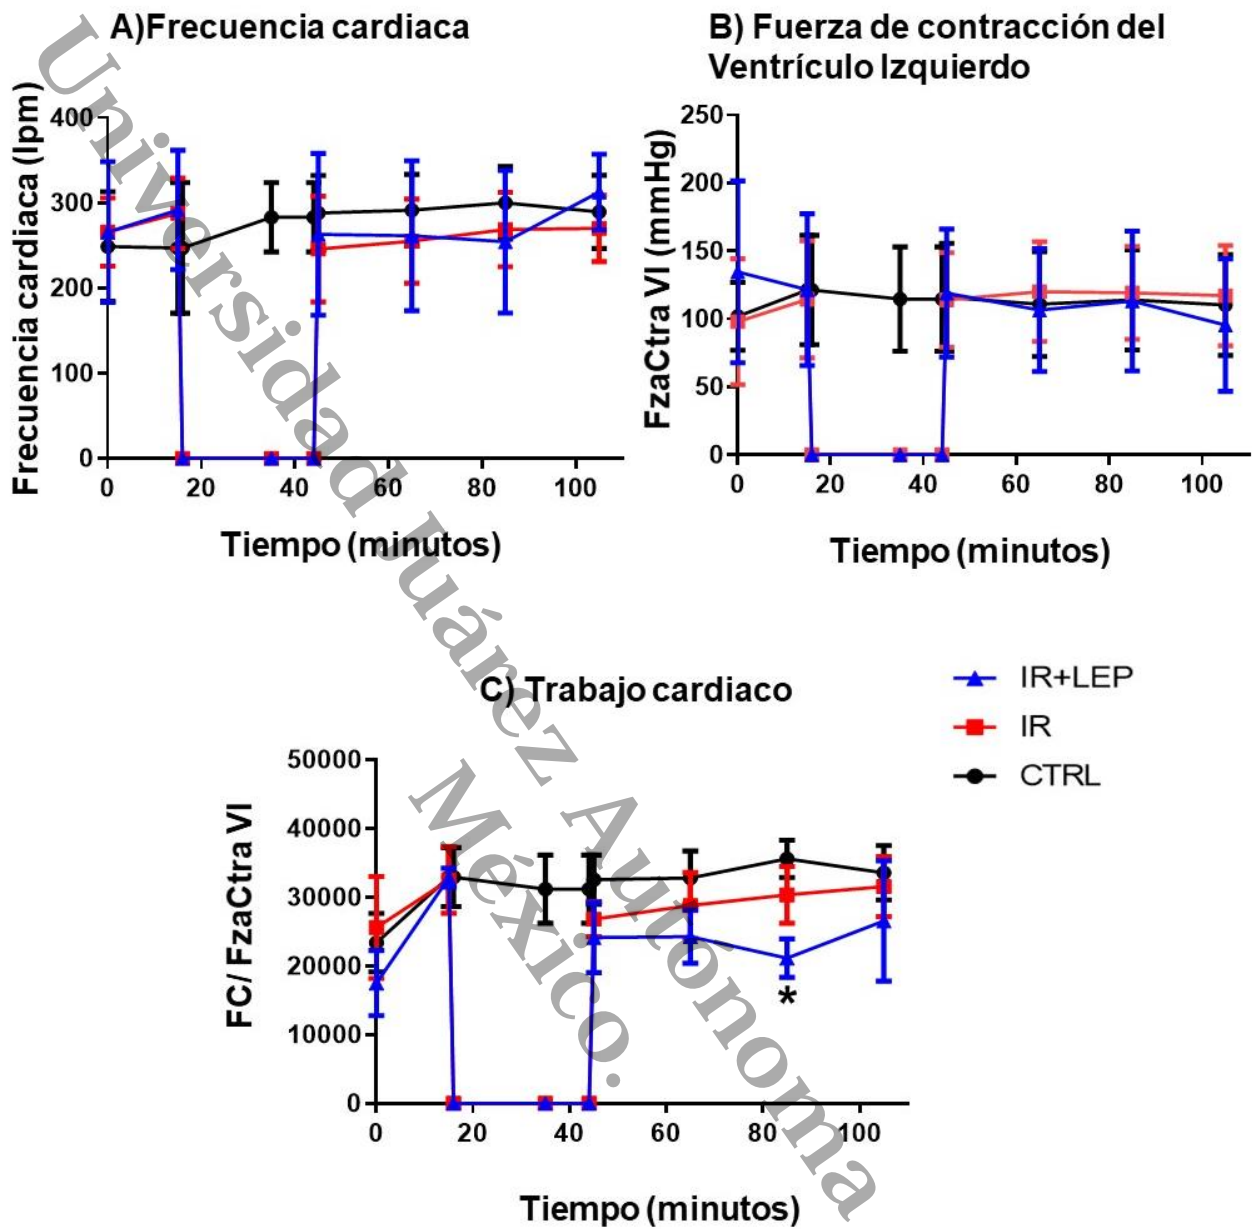 A)Frecuencia cardiaca
Frecuencia cardiaca (lpm)
400
300
200
100
0
0 20 40 60 80 100
Tiempo (minutos)
B) Fuerza de contracción del
Ventrículo Izquierdo
FzaCtra VI (mmHg)
250
200
150
100
50
0
0 20 40 60 80 100
Tiempo (minutos)
C) Trabajo cardiaco
FC/ FzaCtra VI
50000
40000
30000
20000
10000
0
0 20 40 60 80 100
*
Tiempo (minutos)
IR+LEP
IR
CTRL
Universidad Juárez Autónoma
México.